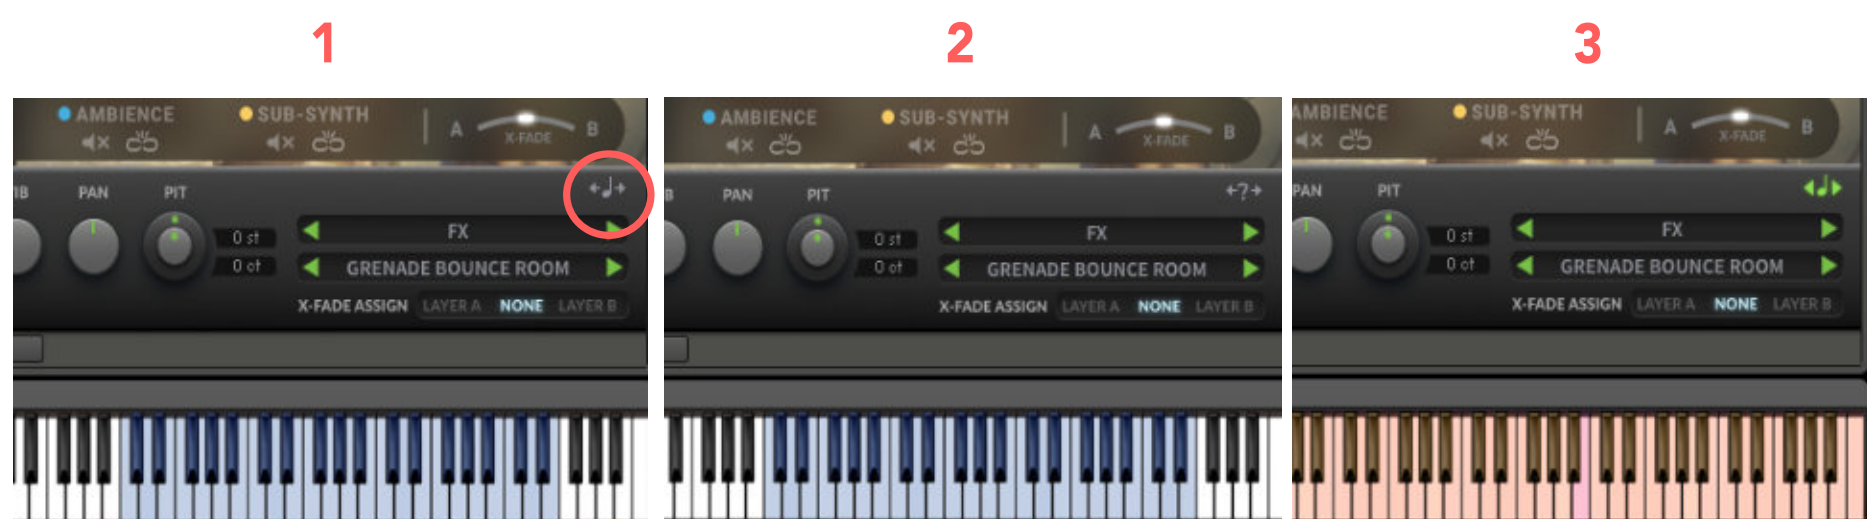 1
AMBIENCE SUB-SYNTH
A X-FADE B
PAN PIT
0 st
0 ct
FX
GRENADE BOUNCE ROOM
X-FADE ASSIGN LAYER A NONE LAYER B
2
AMBIENCE SUB-SYNTH
A X-FADE B
PAN PIT
?
0 st
0 ct
FX
GRENADE BOUNCE ROOM
X-FADE ASSIGN LAYER A NONE LAYER B
3
AMBIENCE SUB-SYNTH
A X-FADE B
PAN PIT
0 st
0 ct
FX
GRENADE BOUNCE ROOM
X-FADE ASSIGN LAYER A NONE LAYER B